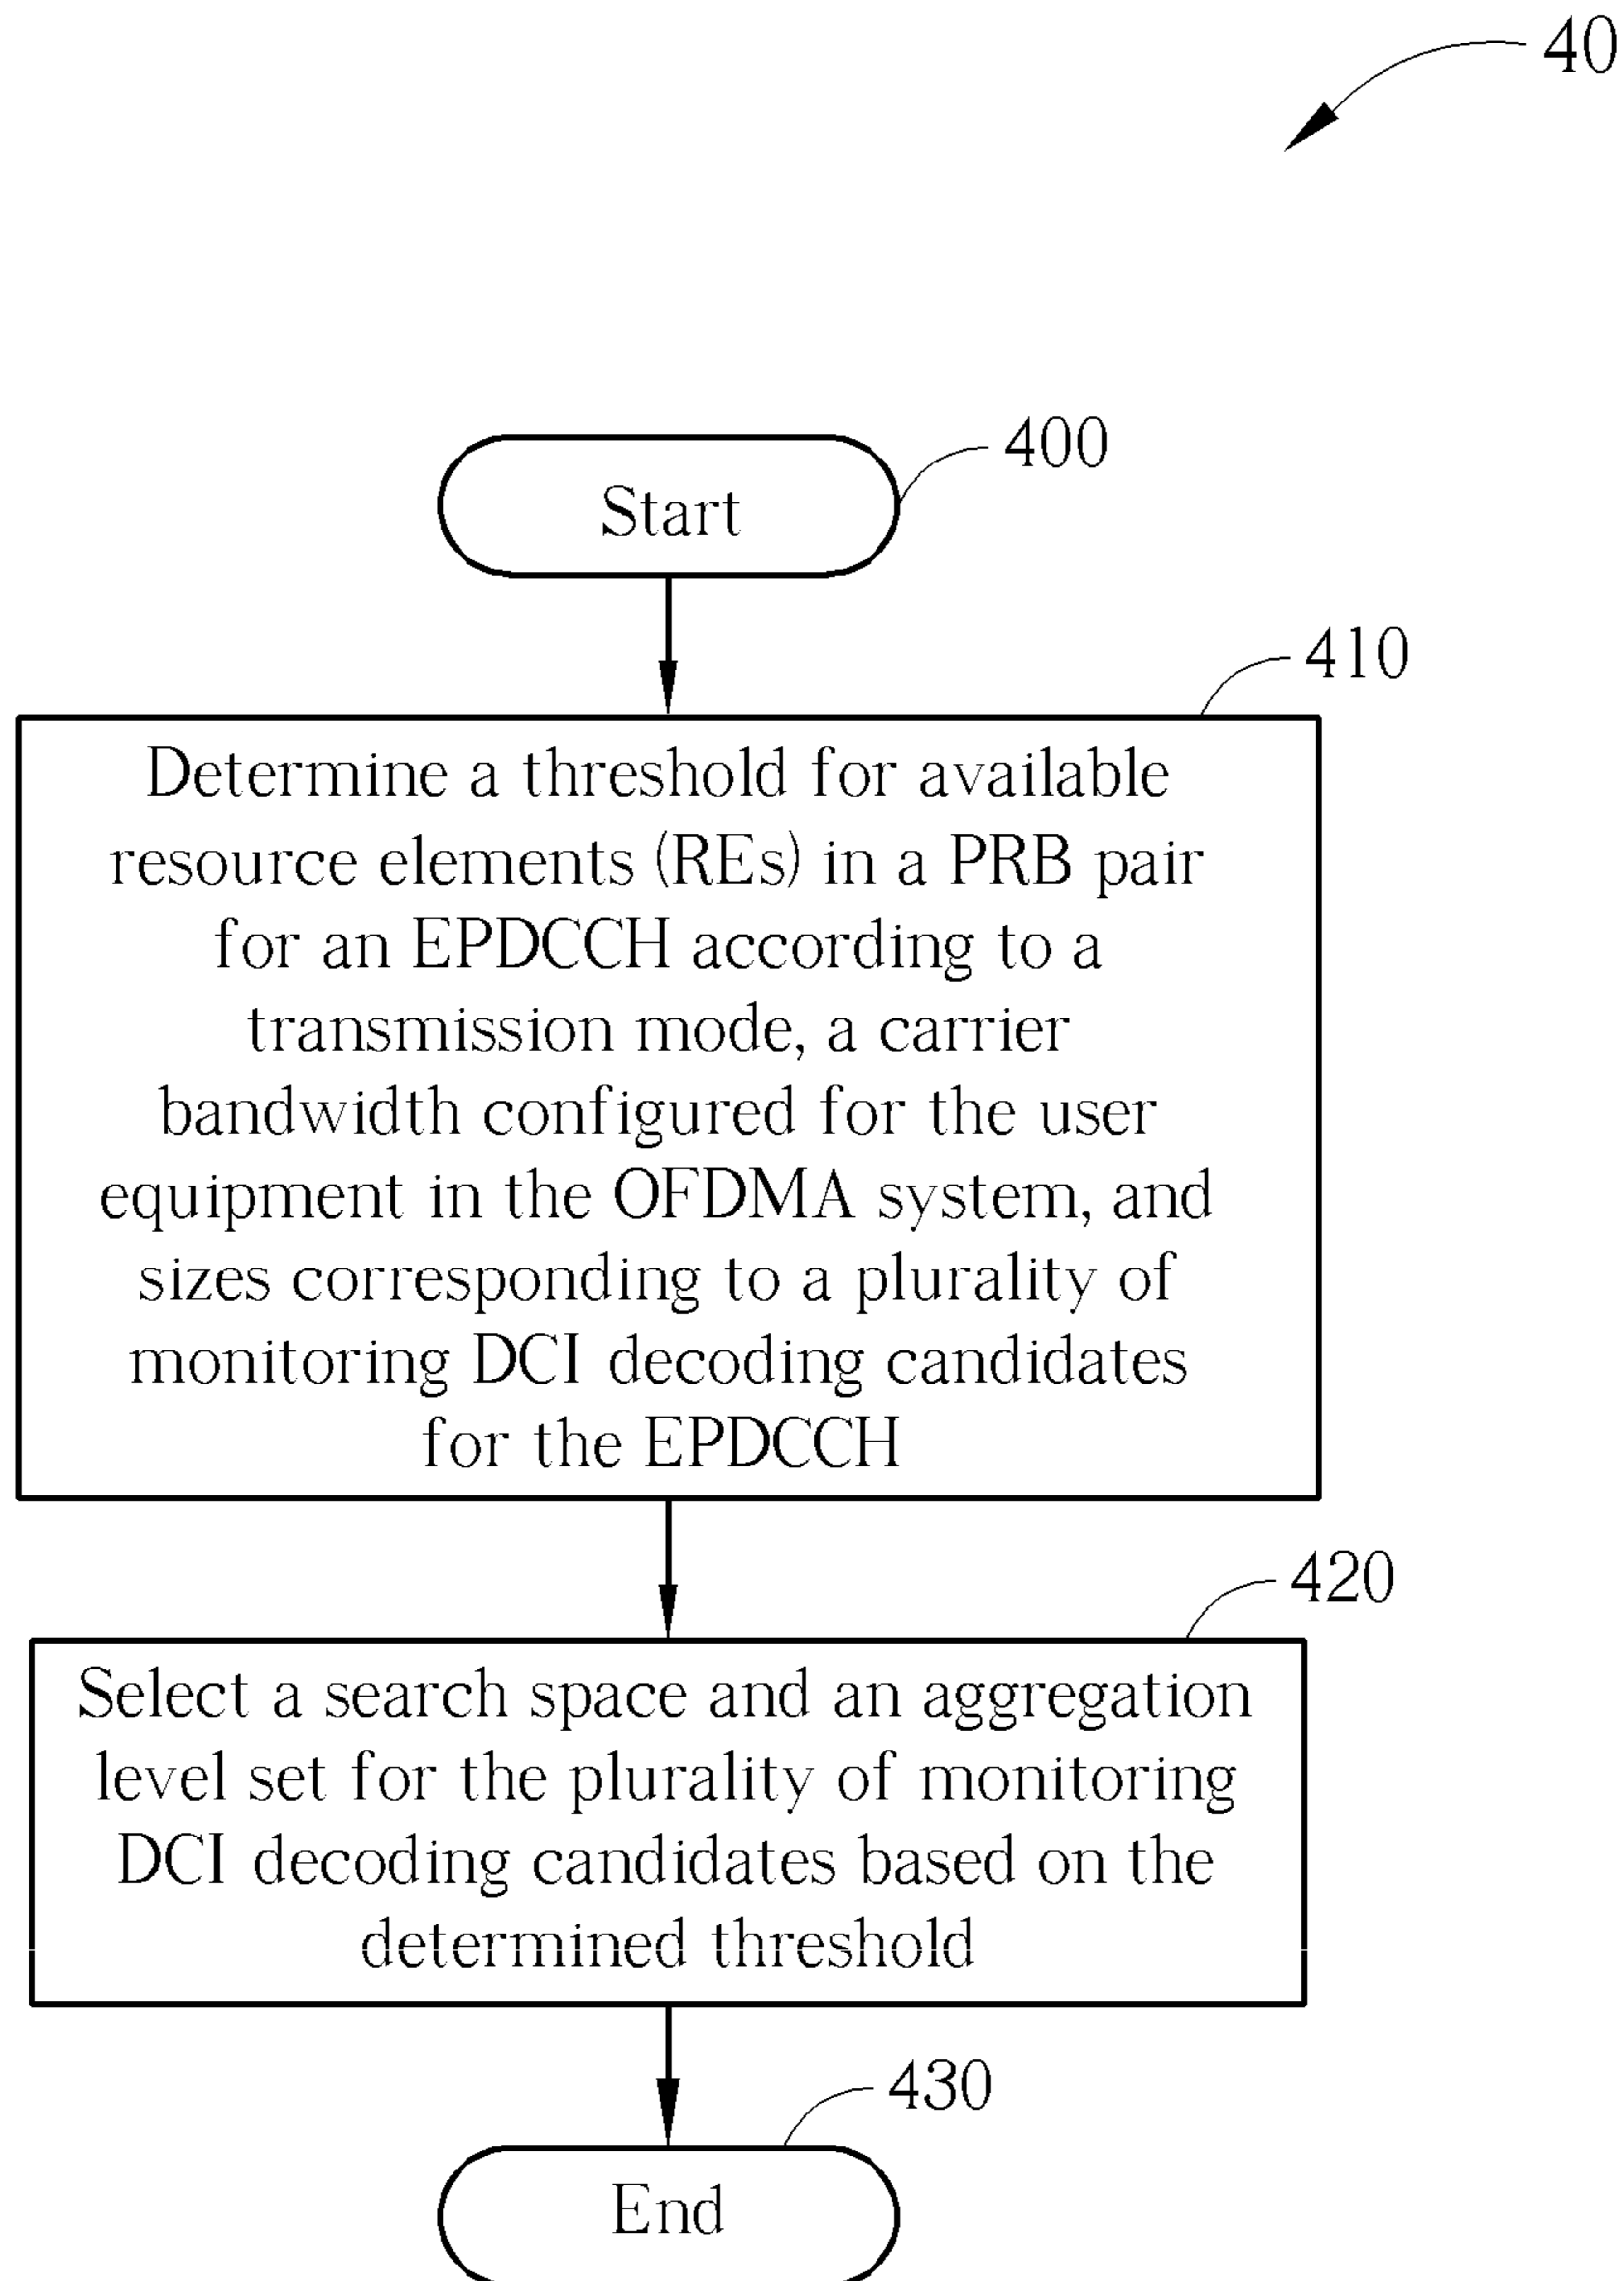 40
400
Start
410
Determine a threshold for available
resource elements (REs) in a PRB pair
for an EPDCCH according to a
transmission mode, a carrier
bandwidth configured for the user
equipment in the OFDMA system, and
sizes corresponding to a plurality of
monitoring DCI decoding candidates
for the EPDCCH
420
Select a search space and an aggregation
level set for the plurality of monitoring
DCI decoding candidates based on the
determined threshold
430
End